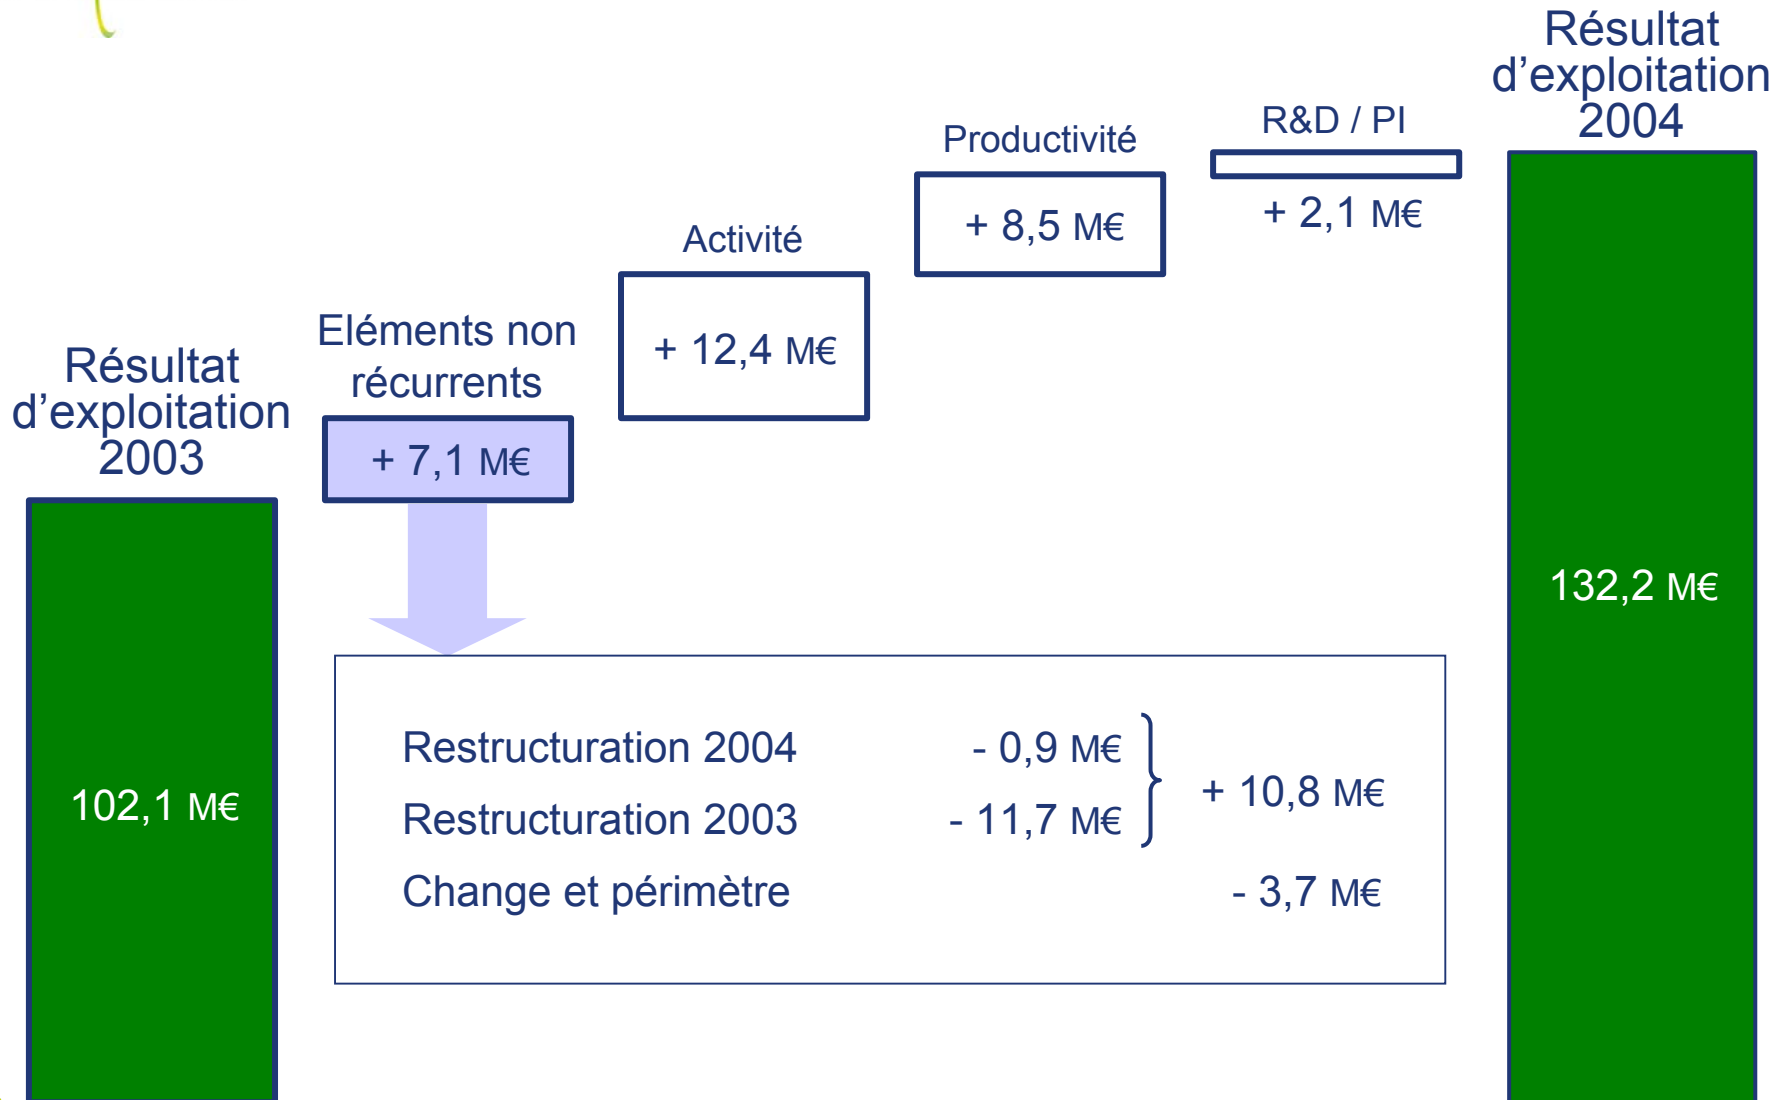 Résultat
d’exploitation
2003
102,1 M€
Eléments non
récurrents
+ 7,1 M€
Activité
+ 12,4 M€
Productivité
+ 8,5 M€
R&D / PI
+ 2,1 M€
Résultat
d’exploitation
2004
132,2 M€
Restructuration 2004 - 0,9 M€
+ 10,8 M€
Restructuration 2003 - 11,7 M€
Change et périmètre - 3,7 M€